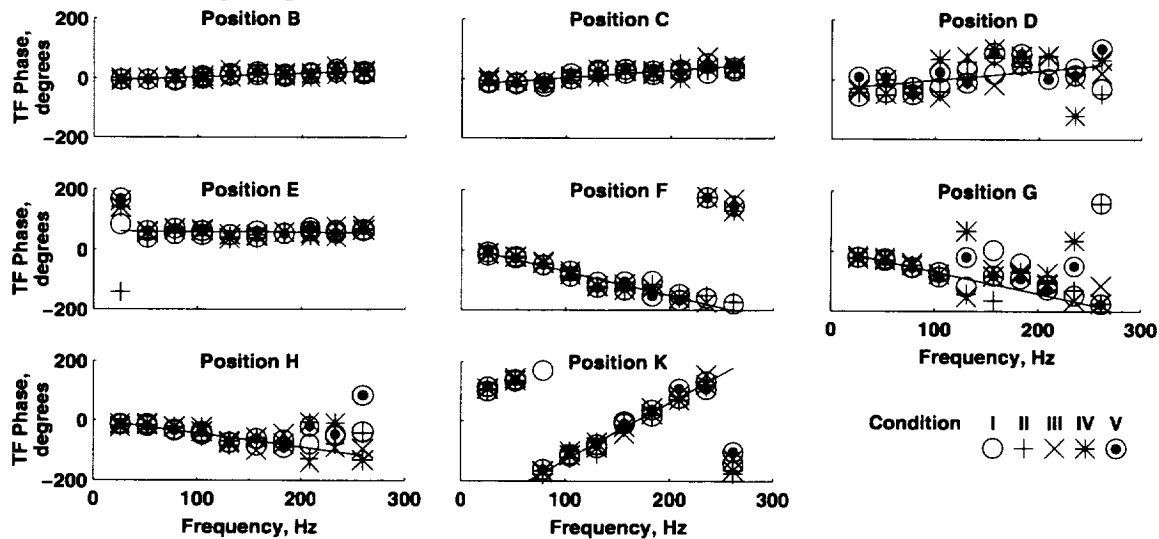 Position B Position C Position D
200
0
-200
TF Phase,
degrees
Position E Position F Position G
200
0
-200
TF Phase,
degrees
0 100 200 300
Frequency, Hz
Position H Position K
200
0
-200
TF Phase,
degrees
0 100 200 300 0 100 200 300
Frequency, Hz Frequency, Hz
Condition I II III IV V